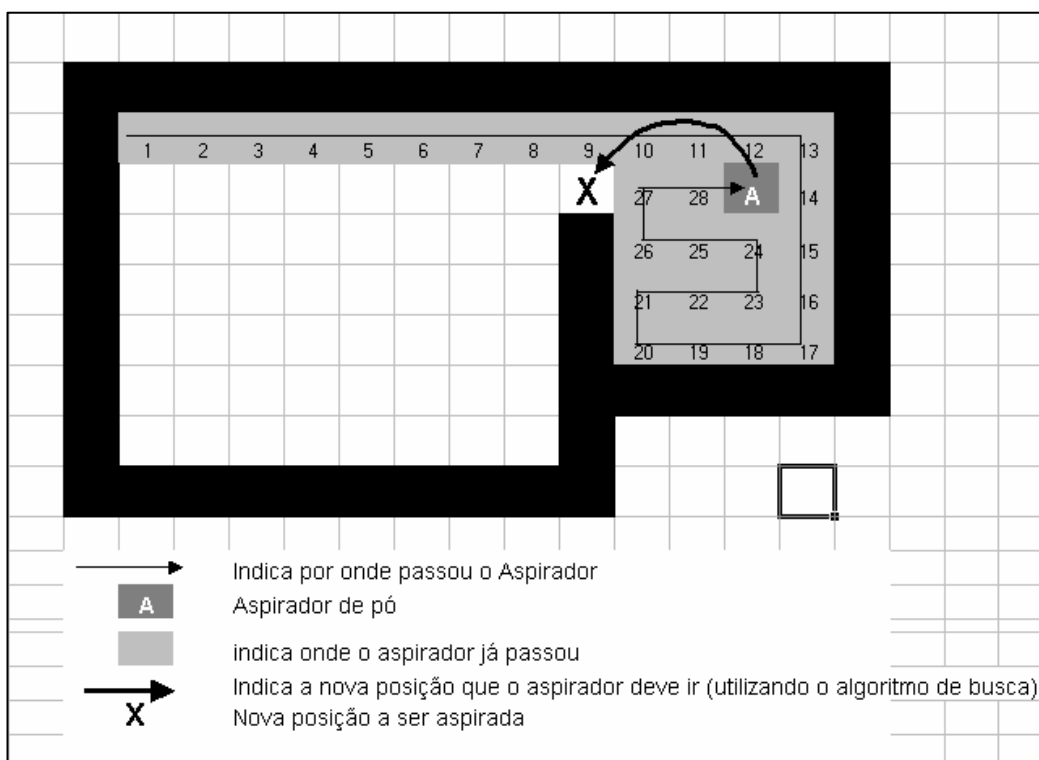 1 2 3 4 5 6 7 8 9 10 11 12 13
X 27 28 A 14
26 25 24 15
21 22 23 16
20 19 18 17
Indica por onde passou o Aspirador
A Aspirador de pó
indica onde o aspirador já passou
Indica a nova posição que o aspirador deve ir (utilizando o algoritmo de busca)
X Nova posição a ser aspirada